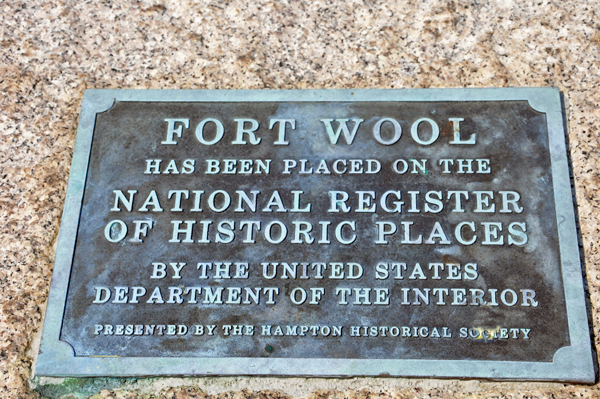 FORT WOOL
HAS BEEN PLACED ON THE
NATIONAL REGISTER
OF HISTORIC PLACES
BY THE UNITED STATES
DEPARTMENT OF THE INTERIOR
PRESENTED BY THE HAMPTON HISTORICAL SOCIETY